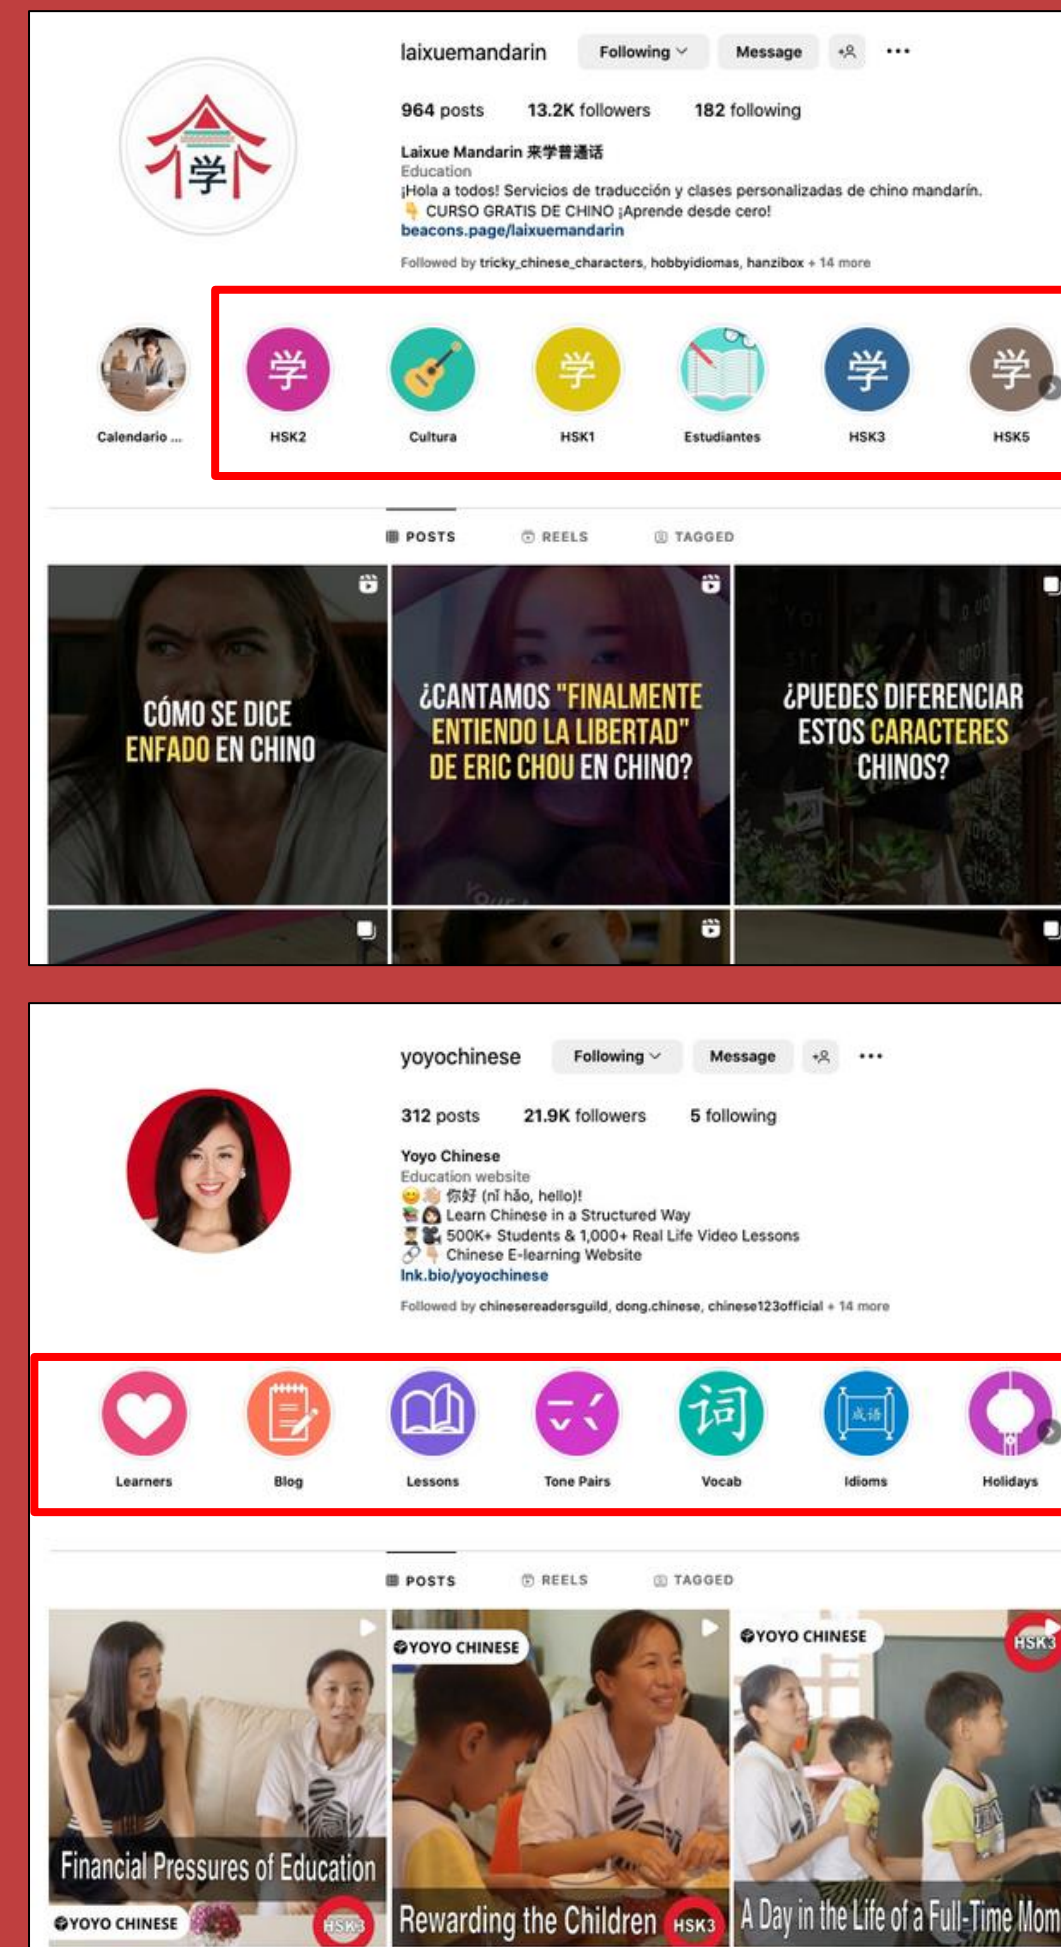 laixuemandarin Following Message
964 posts 13.2K followers 182 following
Laixue Mandarin 来学普通话
Education
¡Hola a todos! Servicios de traducción y clases personalizadas de chino mandarín.
👇 CURSO GRATIS DE CHINO ¡Aprende desde cero!
beacons.page/laixuemandarin
Followed by tricky_chinese_characters, hobbyidiomas, hanzibox + 14 more
学
学 学 学 学
Calendario ... HSK2 Cultura HSK1 Estudiantes HSK3 HSK5
POSTS REELS TAGGED
CÓMO SE DICE
ENFADO EN CHINO
¿CANTAMOS "FINALMENTE
ENTIENDO LA LIBERTAD"
DE ERIC CHOU EN CHINO?
¿PUEDES DIFERENCIAR
ESTOS CARACTERES
CHINOS?
yoyochinese Following Message
312 posts 21.9K followers 5 following
Yoyo Chinese
Education website
你好 (nǐ hǎo, hello)!
Learn Chinese in a Structured Way
500K+ Students & 1,000+ Real Life Video Lessons
Chinese E-learning Website
lnk.bio/yoyochinese
Followed by chinesereadersguild, dong.chinese, chinese123official + 14 more
词 成语
Learners Blog Lessons Tone Pairs Vocab Idioms Holidays
POSTS REELS TAGGED
Financial Pressures of Education
YOYO CHINESE HSK3
YOYO CHINESE
Rewarding the Children HSK3
YOYO CHINESE HSK3
A Day in the Life of a Full-Time Mom